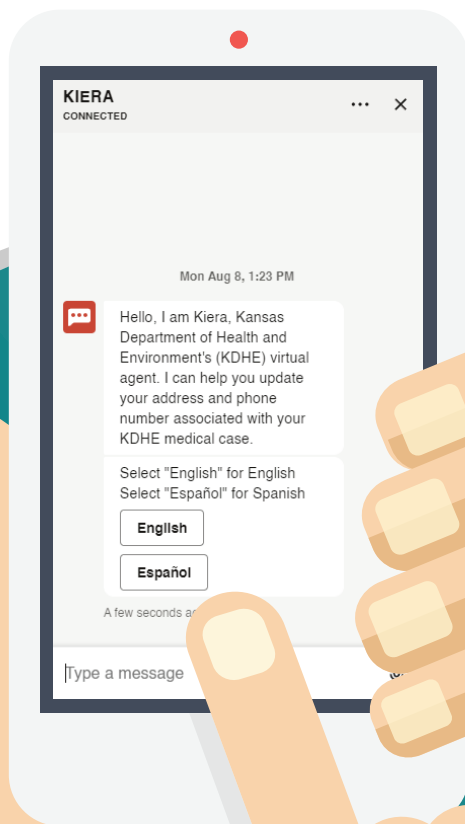 KIERA
CONNECTED
Mon Aug 8, 1:23 PM
Hello, I am Kiera, Kansas
Department of Health and
Environment's (KDHE) virtual
agent. I can help you update
your address and phone
number associated with your
KDHE medical case.
Select "English" for English
Select "Español" for Spanish
English
Español
A few seconds
Type a message